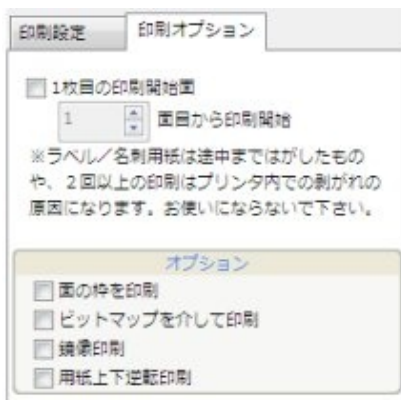 印刷設定
印刷オプション
1枚目の印刷開始面
1
面目から印刷開始
※ラベル／名刺用紙は途中まではがしたもの
や、2回以上の印刷はプリンタ内での剥がれの
原因になります。お使いにならないで下さい。
オプション
面の枠を印刷
ビットマップを介して印刷
鏡像印刷
用紙上下逆転印刷